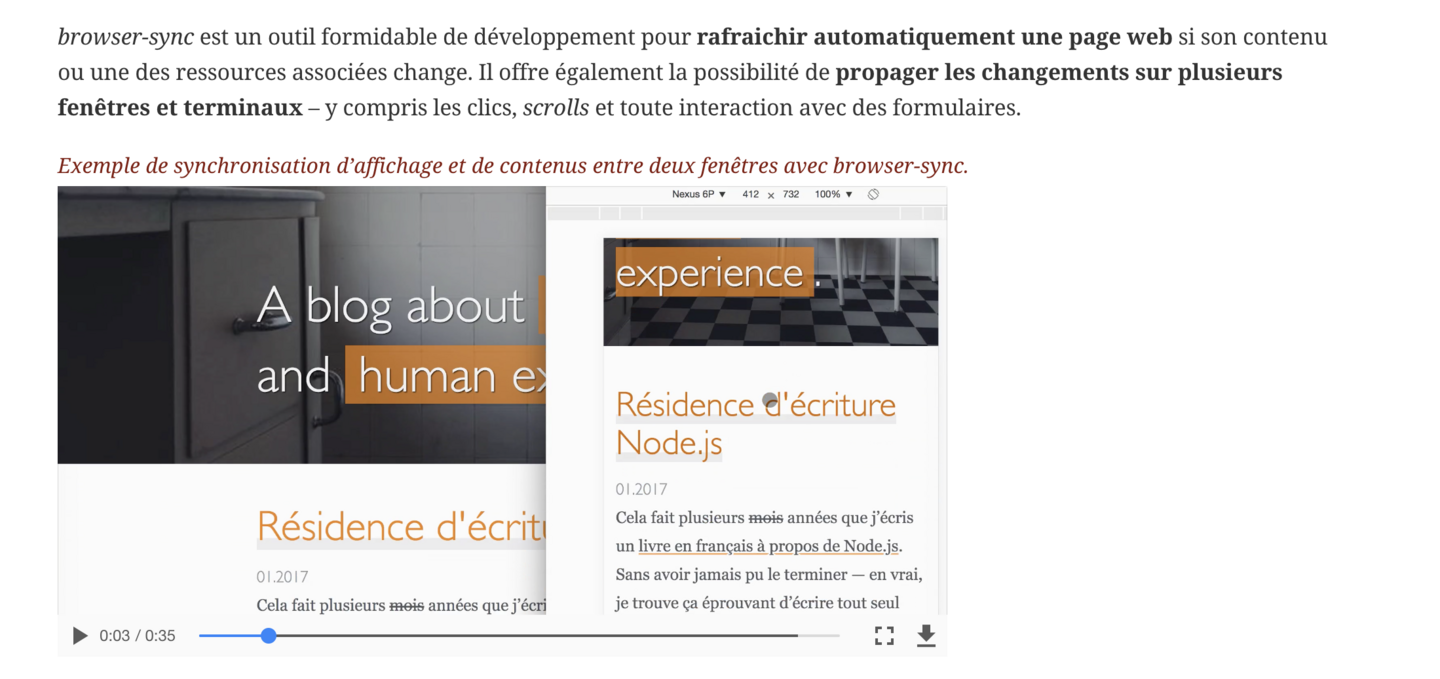 browser-sync est un outil formidable de développement pour rafraichir automatiquement une page web si son contenu
ou une des ressources associées change. Il offre également la possibilité de propager les changements sur plusieurs
fenêtres et terminaux – y compris les clics, scrolls et toute interaction avec des formulaires.
Exemple de synchronisation d’affichage et de contenus entre deux fenêtres avec browser-sync.
A blog about
and human ex
Résidence d'écritu
01.2017
Cela fait plusieurs mois années que j’écri
Nexus 6P ▼ 412 × 732 100% ▼
experience .
Résidence d'écriture
Node.js
01.2017
Cela fait plusieurs mois années que j’écris
un livre en français à propos de Node.js.
Sans avoir jamais pu le terminer — en vrai,
je trouve ça éprouvant d’écrire tout seul
0:03 / 0:35